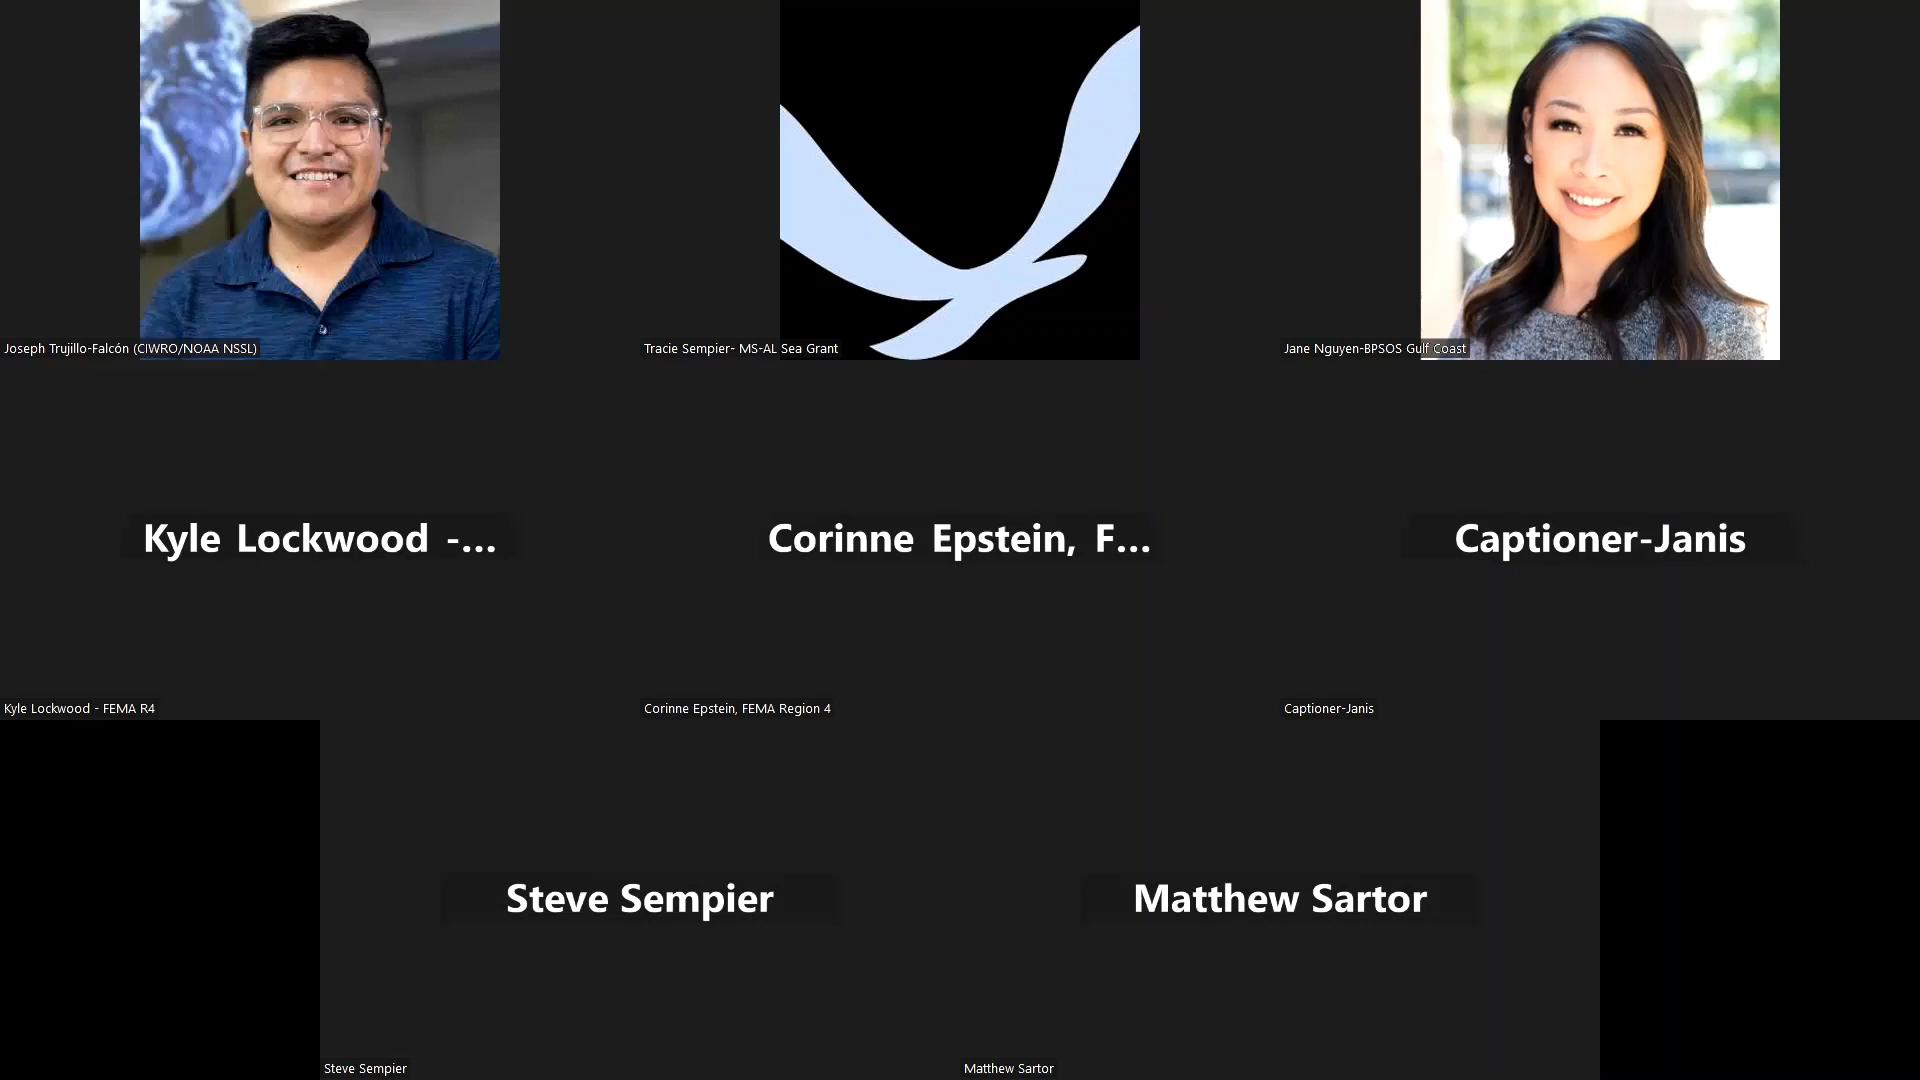 Joseph Trujillo-Falcón (CIWRO/NOAA NSSL)
Tracie Sempier- MS-AL Sea Grant
Jane Nguyen-BPSOS Gulf Coast
Kyle Lockwood -...
Corinne Epstein, F...
Captioner-Janis
Kyle Lockwood - FEMA R4
Corinne Epstein, FEMA Region 4
Captioner-Janis
Steve Sempier
Matthew Sartor
Steve Sempier
Matthew Sartor